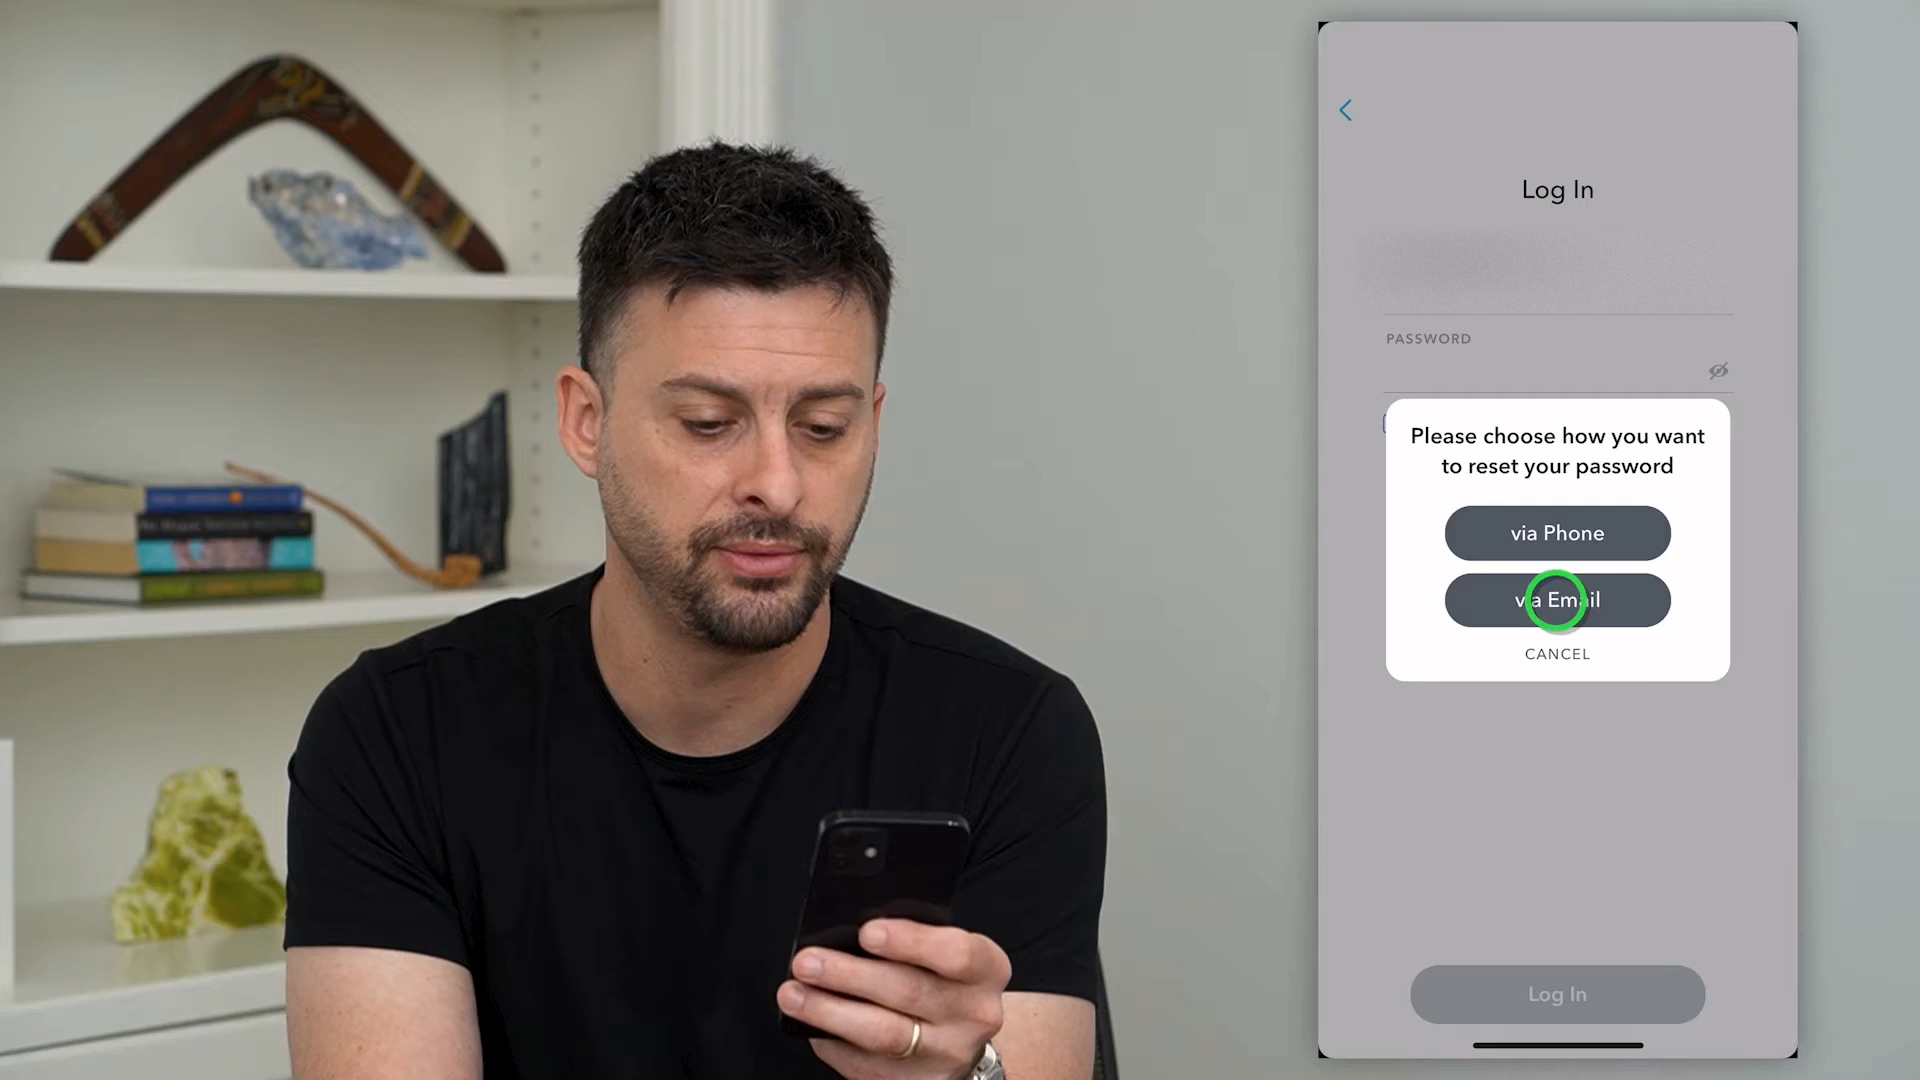 Log In
PASSWORD
Please choose how you want
to reset your password
via Phone
via Email
CANCEL
Log In